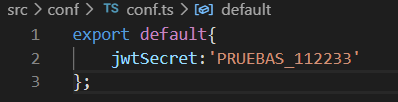 src > conf > TS conf.ts > default
1 export default{
2 jwtSecret:'PRUEBAS_112233'
3 };